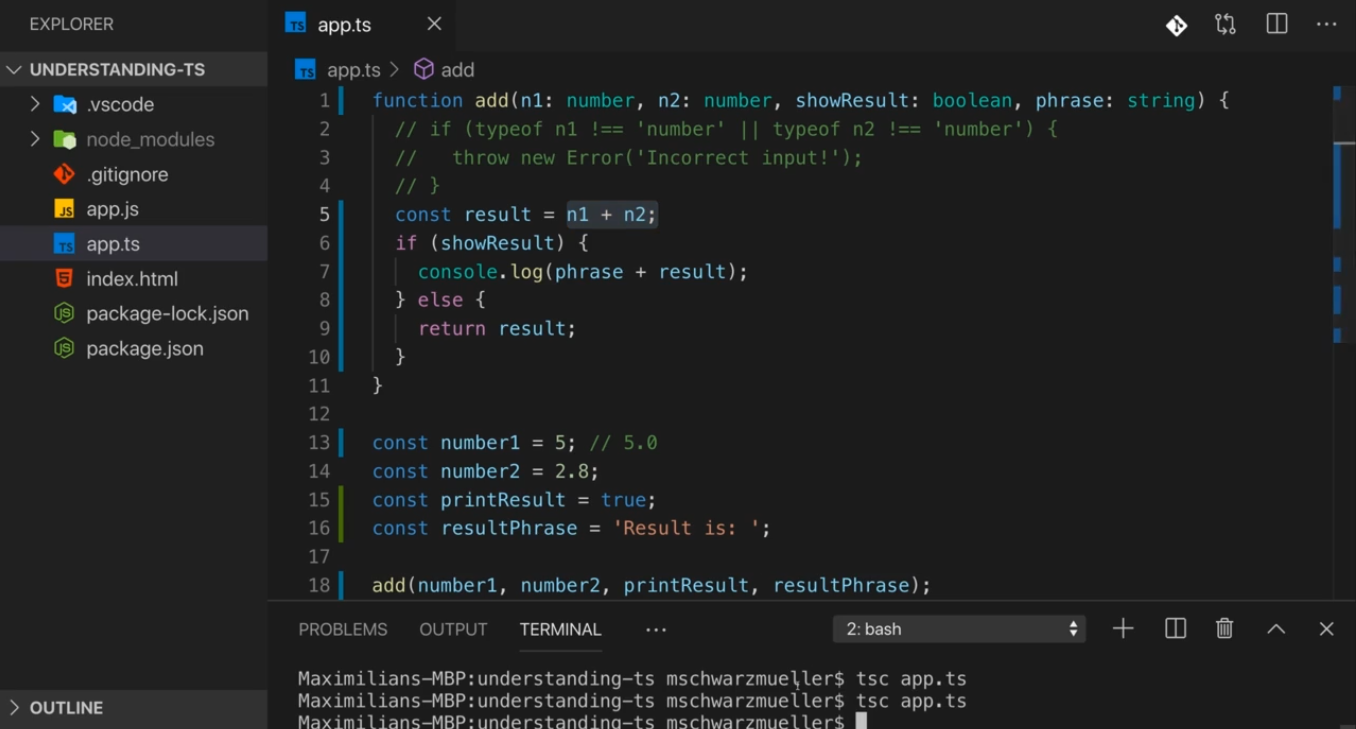 EXPLORER
UNDERSTANDING-TS
.vscode
node_modules
.gitignore
app.js
app.ts
index.html
package-lock.json
package.json
OUTLINE
TS app.ts
TS app.ts > add
1 function add(n1: number, n2: number, showResult: boolean, phrase: string) {
2 // if (typeof n1 !== 'number' || typeof n2 !== 'number') {
3 //   throw new Error('Incorrect input!');
4 // }
5 const result = n1 + n2;
6 if (showResult) {
7 console.log(phrase + result);
8 } else {
9 return result;
10 }
11 }
12
13 const number1 = 5; // 5.0
14 const number2 = 2.8;
15 const printResult = true;
16 const resultPhrase = 'Result is: ';
17
18 add(number1, number2, printResult, resultPhrase);
PROBLEMS OUTPUT TERMINAL ··· 2: bash
Maximilians-MBP:understanding-ts mschwarzmueller$ tsc app.ts
Maximilians-MBP:understanding-ts mschwarzmueller$ tsc app.ts
Maximilians-MBP:understanding-ts mschwarzmueller$